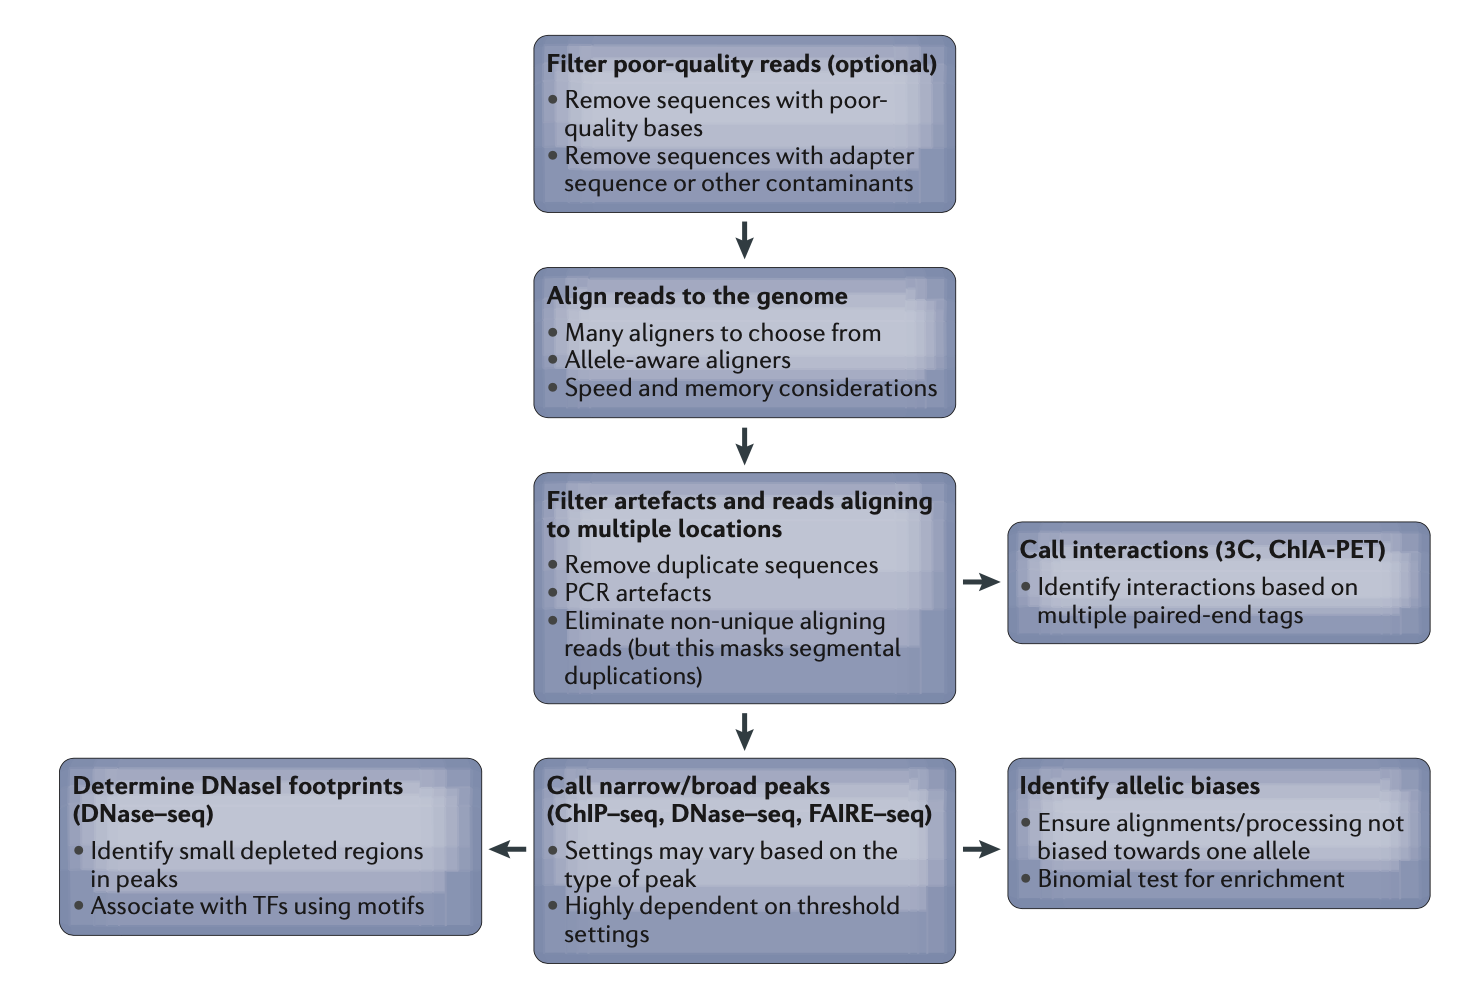 Filter poor-quality reads (optional)
• Remove sequences with poor-
quality bases
• Remove sequences with adapter
sequence or other contaminants
Align reads to the genome
• Many aligners to choose from
• Allele-aware aligners
• Speed and memory considerations
Filter artefacts and reads aligning
to multiple locations
• Remove duplicate sequences
• PCR artefacts
• Eliminate non-unique aligning
reads (but this masks segmental
duplications)
Call interactions (3C, ChIA-PET)
• Identify interactions based on
multiple paired-end tags
Determine DNaseI footprints
(DNase–seq)
• Identify small depleted regions
in peaks
• Associate with TFs using motifs
Call narrow/broad peaks
(ChIP–seq, DNase–seq, FAIRE–seq)
• Settings may vary based on the
type of peak
• Highly dependent on threshold
settings
Identify allelic biases
• Ensure alignments/processing not
biased towards one allele
• Binomial test for enrichment